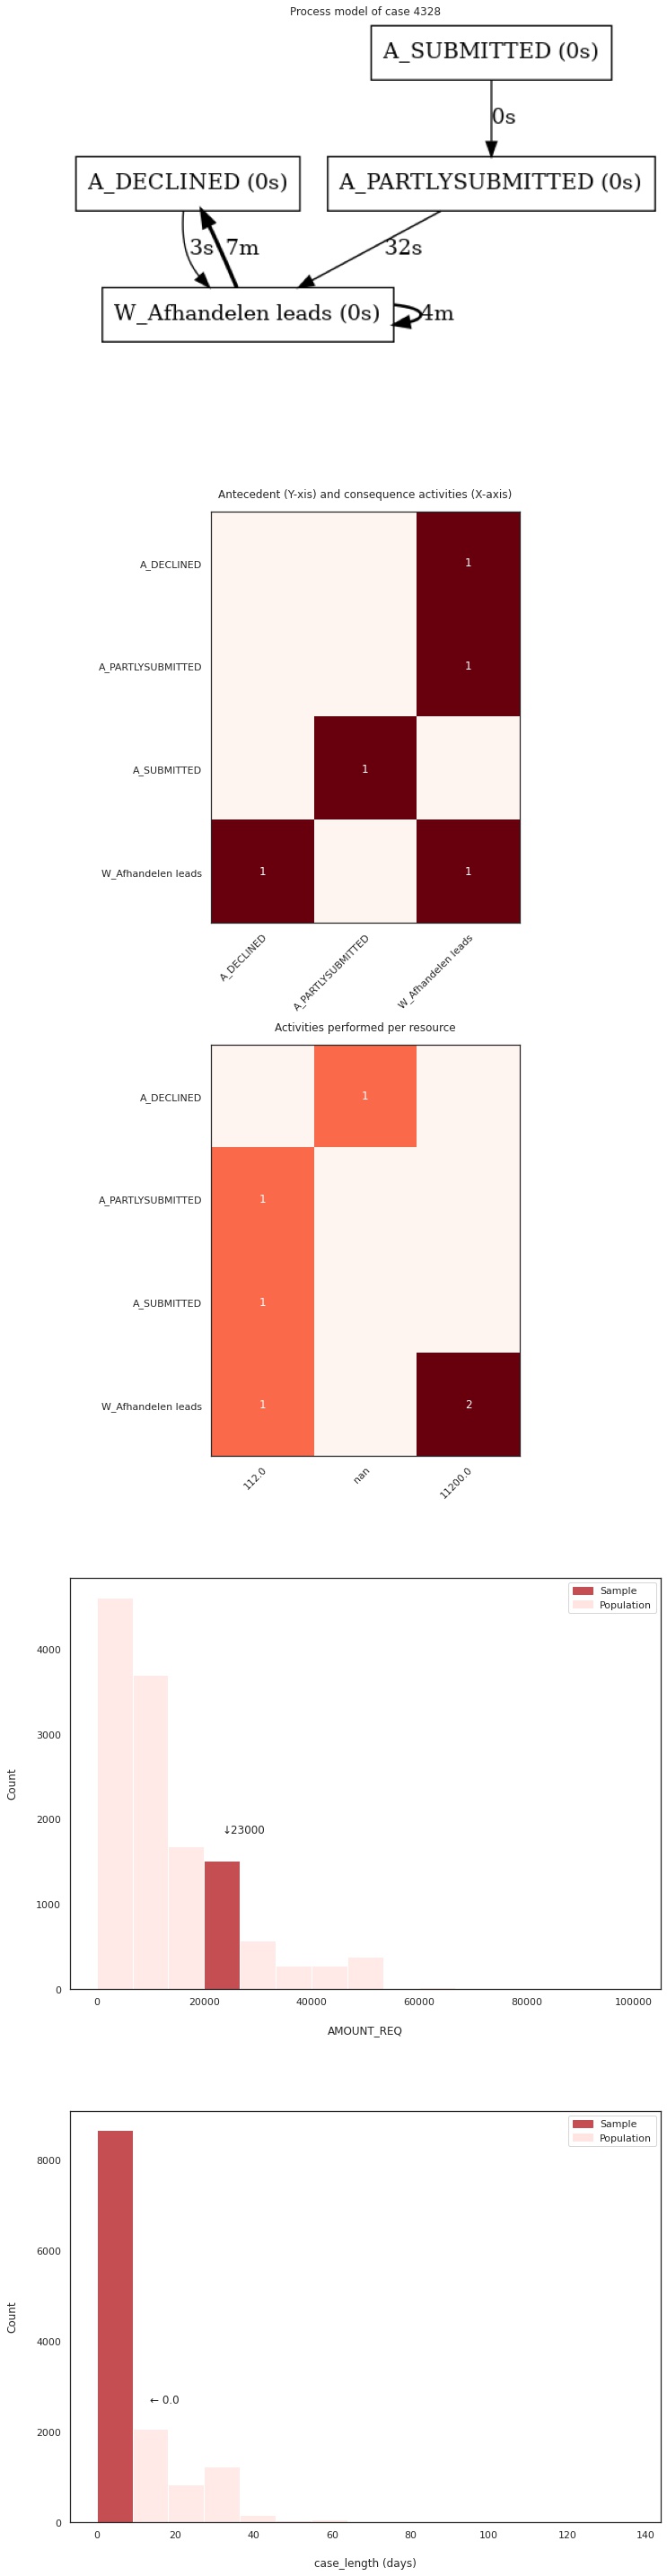 Process model of case 4328
A_SUBMITTED (0s)
0s
A_DECLINED (0s)
A_PARTLYSUBMITTED (0s)
3s
7m
32s
W_Afhandelen leads (0s)
4m
Antecedent (Y-xis) and consequence activities (X-axis)
A_DECLINED
1
A_PARTLYSUBMITTED
1
A_SUBMITTED
1
W_Afhandelen leads
1
1
A_DECLINED
A_PARTLYSUBMITTED
W_Afhandelen leads
Activities performed per resource
A_DECLINED
1
A_PARTLYSUBMITTED
1
A_SUBMITTED
1
W_Afhandelen leads
1
2
112.0
nan
11200.0
Sample
Population
4000
3000
2000
1000
0
Count
↓23000
0
20000
40000
60000
80000
100000
AMOUNT_REQ
Sample
Population
8000
6000
4000
2000
0
Count
← 0.0
0
20
40
60
80
100
120
140
case_length (days)